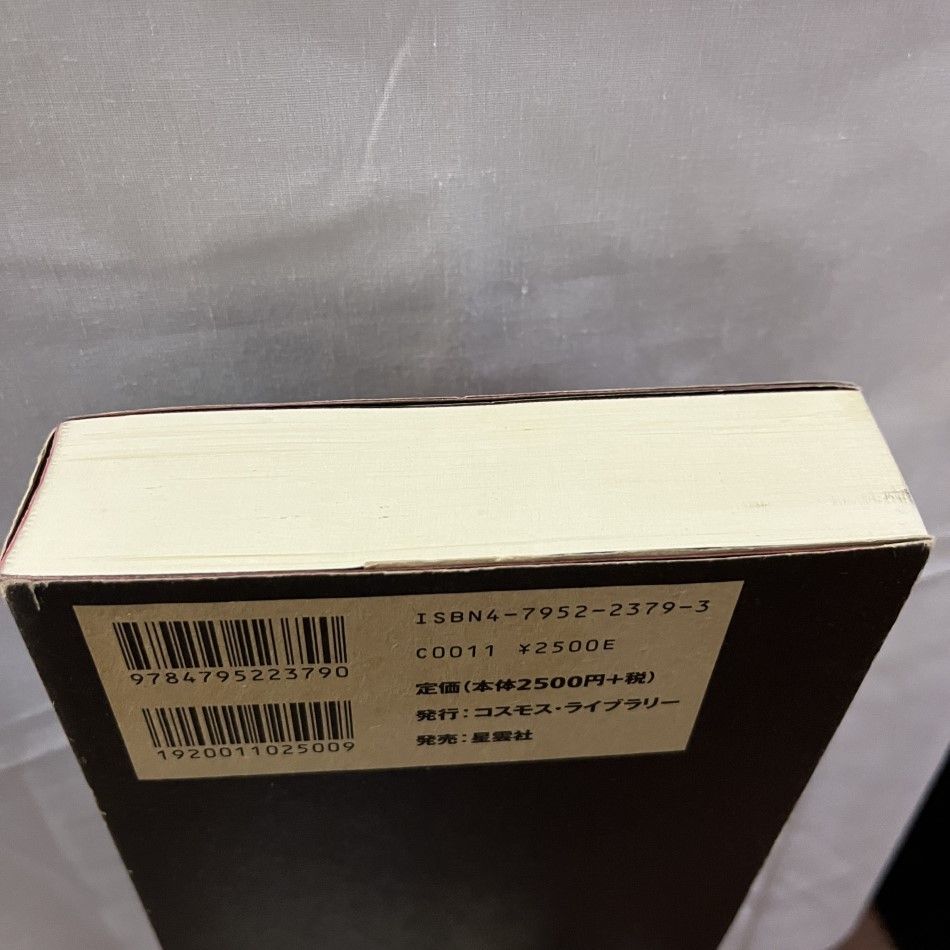 9784795223790
1920011025009
ISBN4-7952-2379-3
C0011 ¥2500E
定価(本体2500円+税)
発行:コスモス・ライブラリー
発売:星雲社